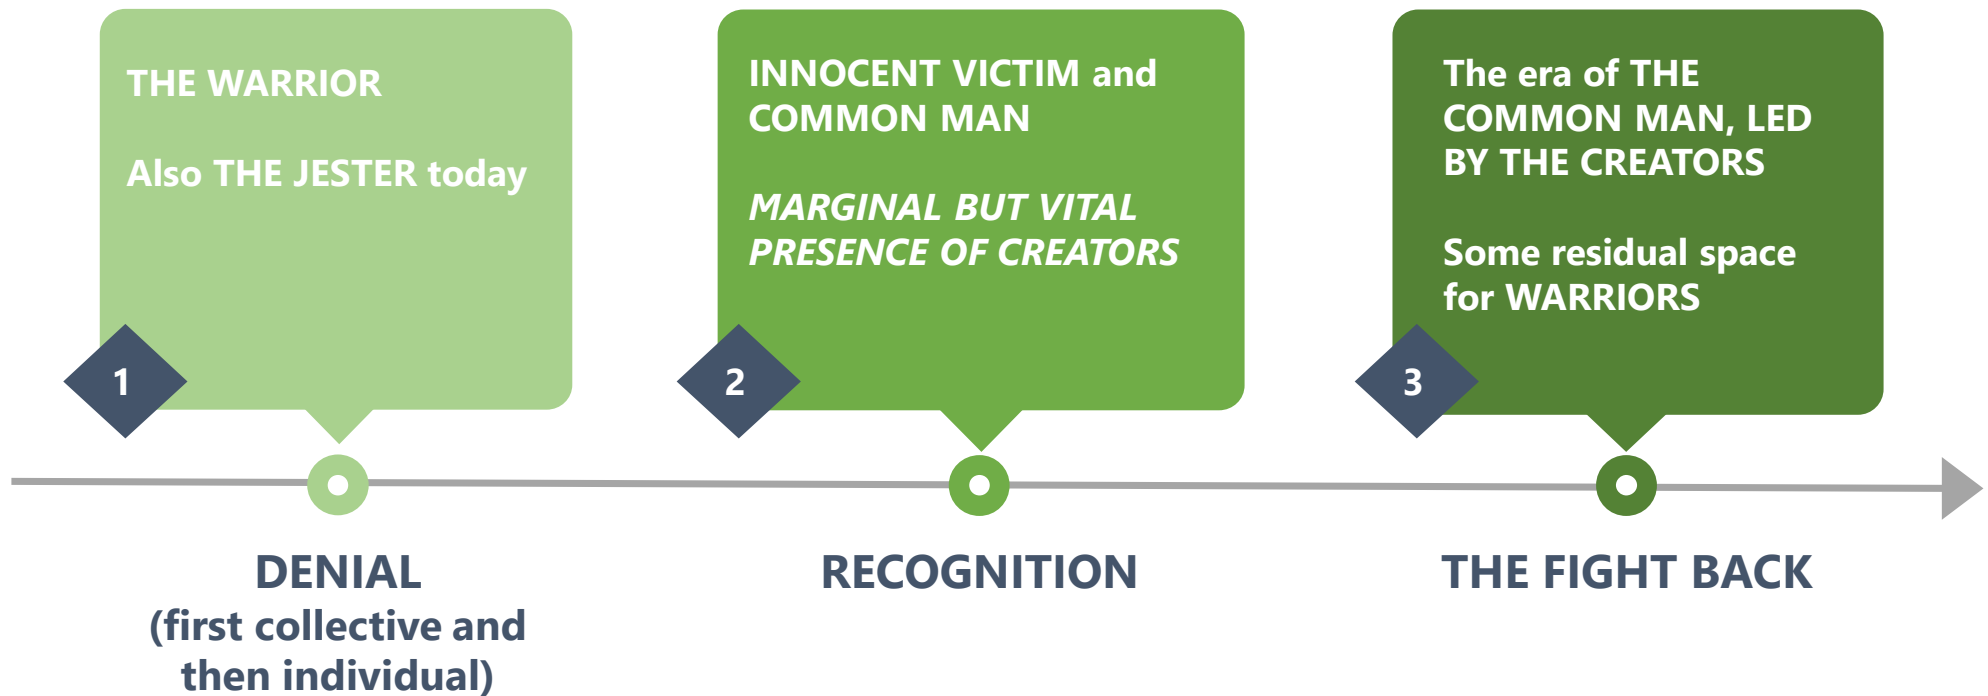 THE WARRIOR
Also THE JESTER today
1
DENIAL
(first collective and
then individual)
INNOCENT VICTIM and
COMMON MAN
MARGINAL BUT VITAL
PRESENCE OF CREATORS
2
RECOGNITION
The era of THE
COMMON MAN, LED
BY THE CREATORS
Some residual space
for WARRIORS
3
THE FIGHT BACK